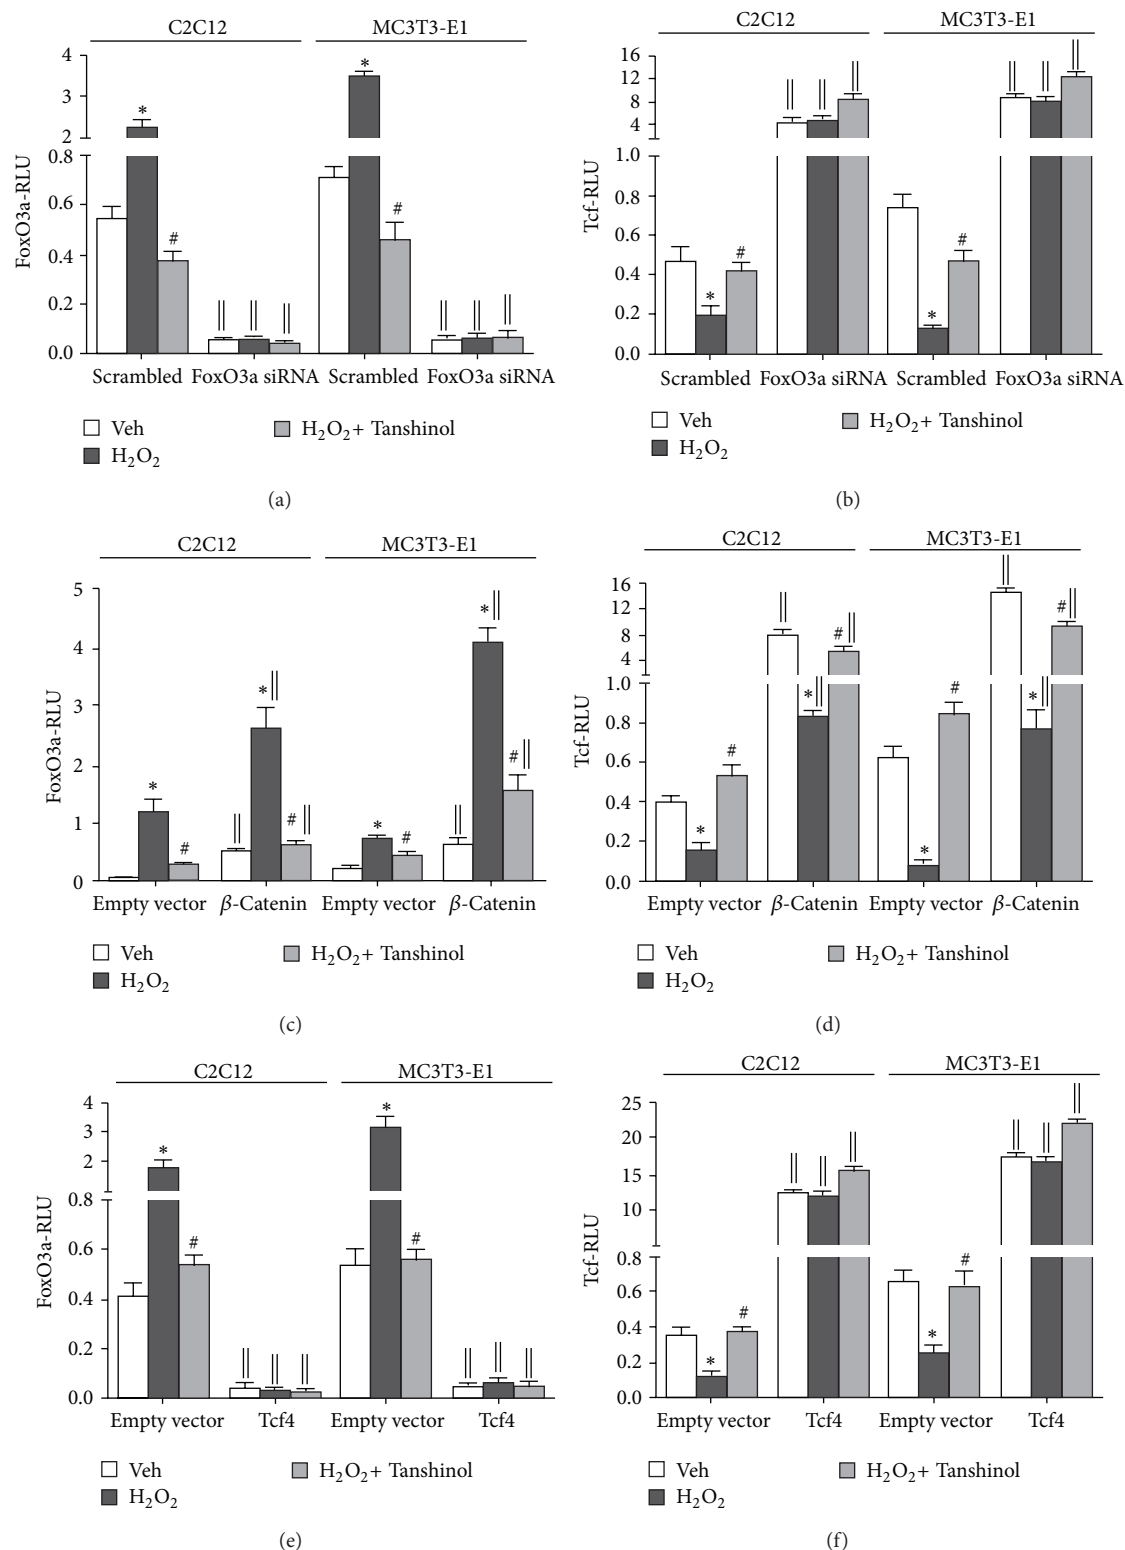 C2C12 MC3T3-E1
4
3
2
0.8
0.6
0.4
0.2
0.0
FoxO3a-RLU
* * # #
|| || || || || ||
Scrambled FoxO3a siRNA Scrambled FoxO3a siRNA
Veh H2O2+ Tanshinol
H2O2
(a)
C2C12 MC3T3-E1
16
12
8
4
1.0
0.8
0.6
0.4
0.2
0.0
Tcf-RLU
|| || || || || ||
* # * #
Scrambled FoxO3a siRNA Scrambled FoxO3a siRNA
Veh H2O2+ Tanshinol
H2O2
(b)
C2C12 MC3T3-E1
5
4
3
2
1
0
FoxO3a-RLU
* # || *|| #|| * # || *|| #||
Empty vector β-Catenin Empty vector β-Catenin
Veh H2O2+ Tanshinol
H2O2
(c)
C2C12 MC3T3-E1
16
12
8
4
1.0
0.8
0.6
0.4
0.2
0.0
Tcf-RLU
* # || *|| #|| * # || *|| #||
Empty vector β-Catenin Empty vector β-Catenin
Veh H2O2+ Tanshinol
H2O2
(d)
C2C12 MC3T3-E1
4
3
2
0.8
0.6
0.4
0.2
0.0
FoxO3a-RLU
* # || || || * # || || ||
Empty vector Tcf4 Empty vector Tcf4
Veh H2O2+ Tanshinol
H2O2
(e)
C2C12 MC3T3-E1
25
20
15
10
0.8
0.6
0.4
0.2
0.0
Tcf-RLU
* # || || || * # || || ||
Empty vector Tcf4 Empty vector Tcf4
Veh H2O2+ Tanshinol
H2O2
(f)